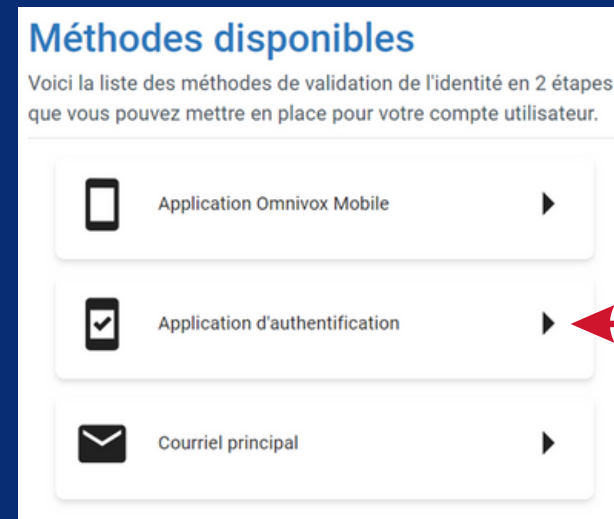 Méthodes disponibles
Voici la liste des méthodes de validation de l'identité en 2 étapes
que vous pouvez mettre en place pour votre compte utilisateur.
Application Omnivox Mobile
Application d'authentification
Courriel principal